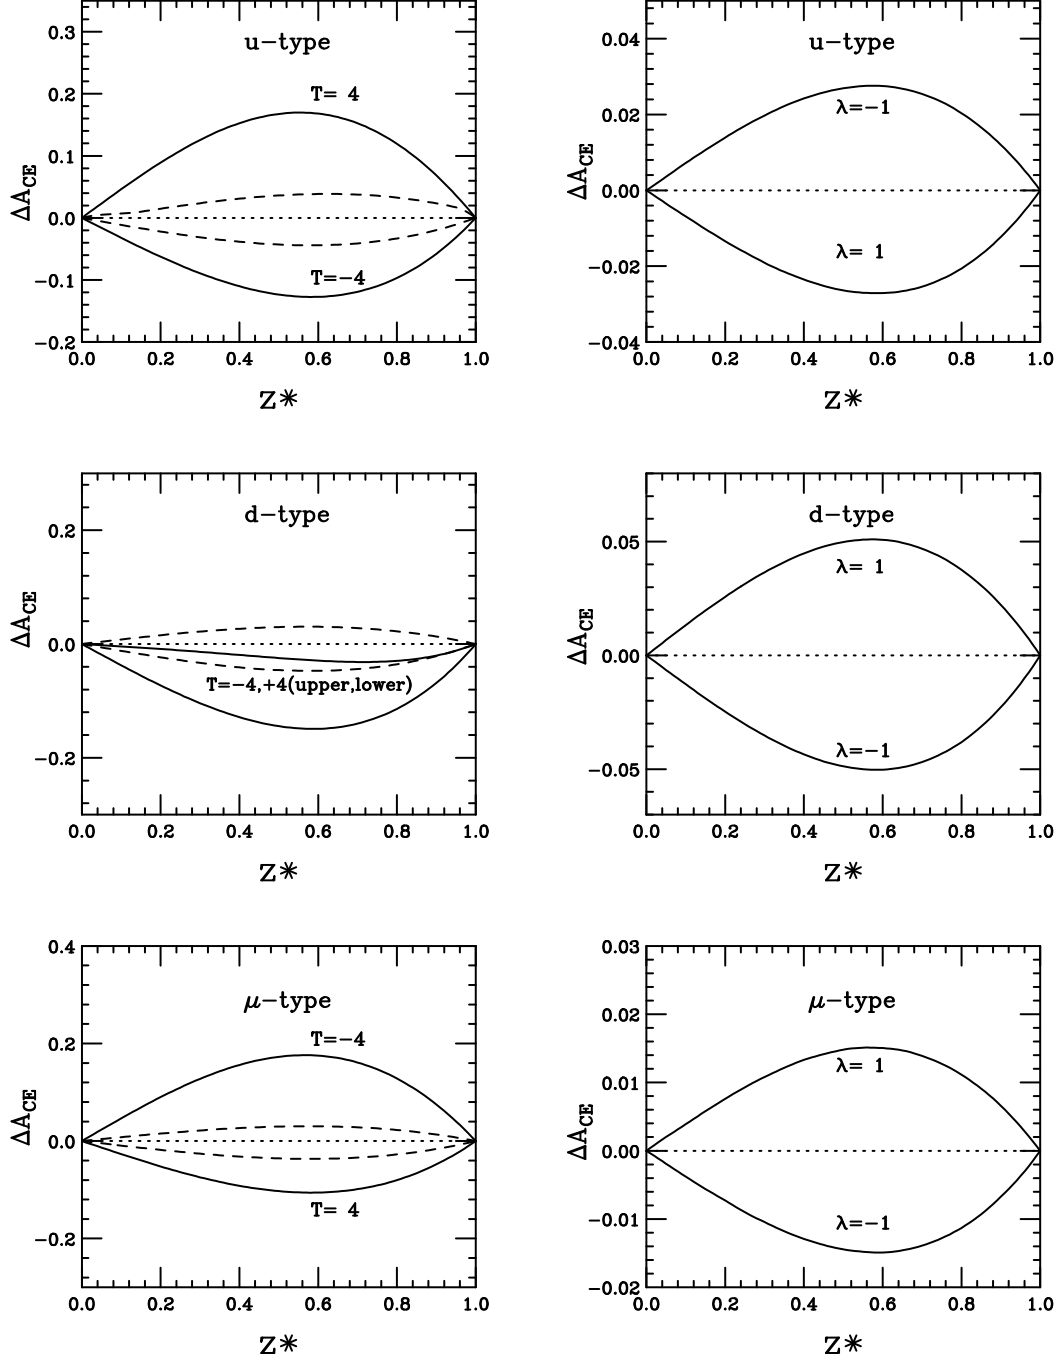 0.3
0.2
0.1
0.0
−0.1
−0.2
ΔA_CE
u−type
T= 4
T=−4
0.0 0.2 0.4 0.6 0.8 1.0
Z*
0.04
0.02
0.00
−0.02
−0.04
ΔA_CE
u−type
λ=−1
λ= 1
0.0 0.2 0.4 0.6 0.8 1.0
Z*
0.2
0.0
−0.2
ΔA_CE
d−type
T=−4,+4(upper,lower)
0.0 0.2 0.4 0.6 0.8 1.0
Z*
0.05
0.00
−0.05
ΔA_CE
d−type
λ= 1
λ=−1
0.0 0.2 0.4 0.6 0.8 1.0
Z*
0.4
0.2
0.0
−0.2
ΔA_CE
μ−type
T=−4
T= 4
0.0 0.2 0.4 0.6 0.8 1.0
Z*
0.03
0.02
0.01
0.00
−0.01
−0.02
ΔA_CE
μ−type
λ= 1
λ=−1
0.0 0.2 0.4 0.6 0.8 1.0
Z*